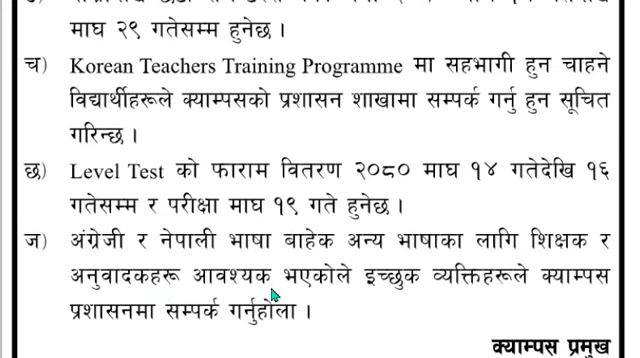 माघ २९ गतेसम्म हुनेछ ।
च) Korean Teachers Training Programme मा सहभागी हुन चाहने
विद्यार्थीहरूले क्याम्पसको प्रशासन शाखामा सम्पर्क गर्नु हुन सूचित
गरिन्छ ।
छ) Level Test को फाराम वितरण २०८० माघ १४ गतेदेखि १६
गतेसम्म र परीक्षा माघ १९ गते हुनेछ ।
ज) अंग्रेजी र नेपाली भाषा बाहेक अन्य भाषाका लागि शिक्षक र
अनुवादकहरू आवश्यक भएकोले इच्छुक व्यक्तिहरूले क्याम्पस
प्रशासनमा सम्पर्क गर्नुहोला ।
क्याम्पस प्रमुख